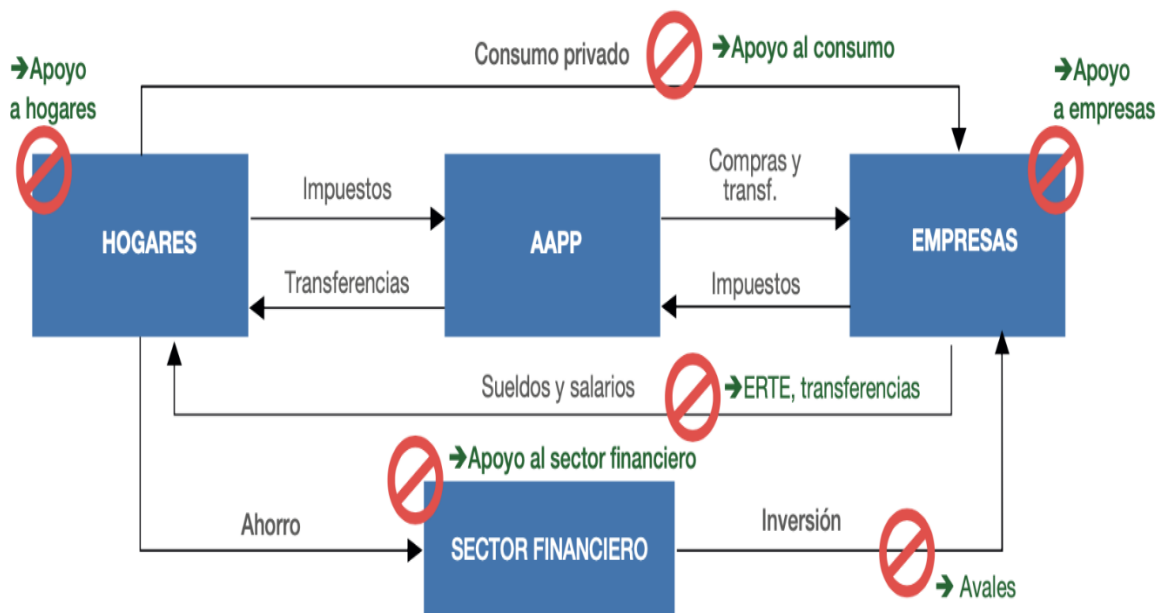 Consumo privado
➔Apoyo al consumo
➔Apoyo
a hogares
➔Apoyo
a empresas
HOGARES
Impuestos
Transferencias
AAPP
Compras y
transf.
Impuestos
EMPRESAS
Sueldos y salarios
➔ERTE, transferencias
➔Apoyo al sector financiero
Ahorro
SECTOR FINANCIERO
Inversión
➔ Avales